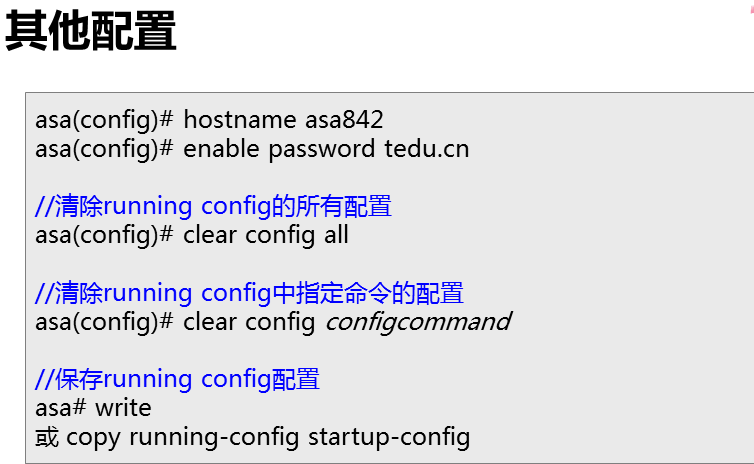 其他配置
asa(config)# hostname asa842
asa(config)# enable password tedu.cn
//清除running config的所有配置
asa(config)# clear config all
//清除running config中指定命令的配置
asa(config)# clear config configcommand
//保存running config配置
asa# write
或 copy running-config startup-config